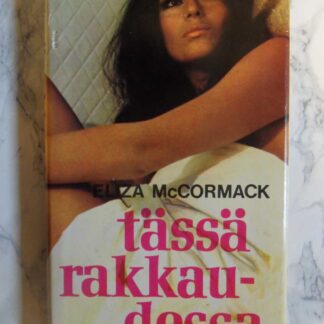 ELIZA McCORMACK
tässä
rakkau-
dessa